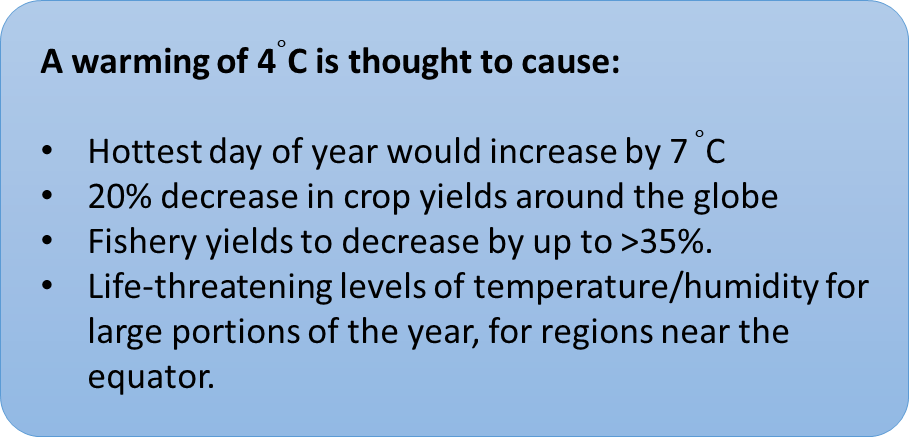 A warming of 4°C is thought to cause:
• Hottest day of year would increase by 7 °C
• 20% decrease in crop yields around the globe
• Fishery yields to decrease by up to >35%.
• Life-threatening levels of temperature/humidity for
large portions of the year, for regions near the
equator.